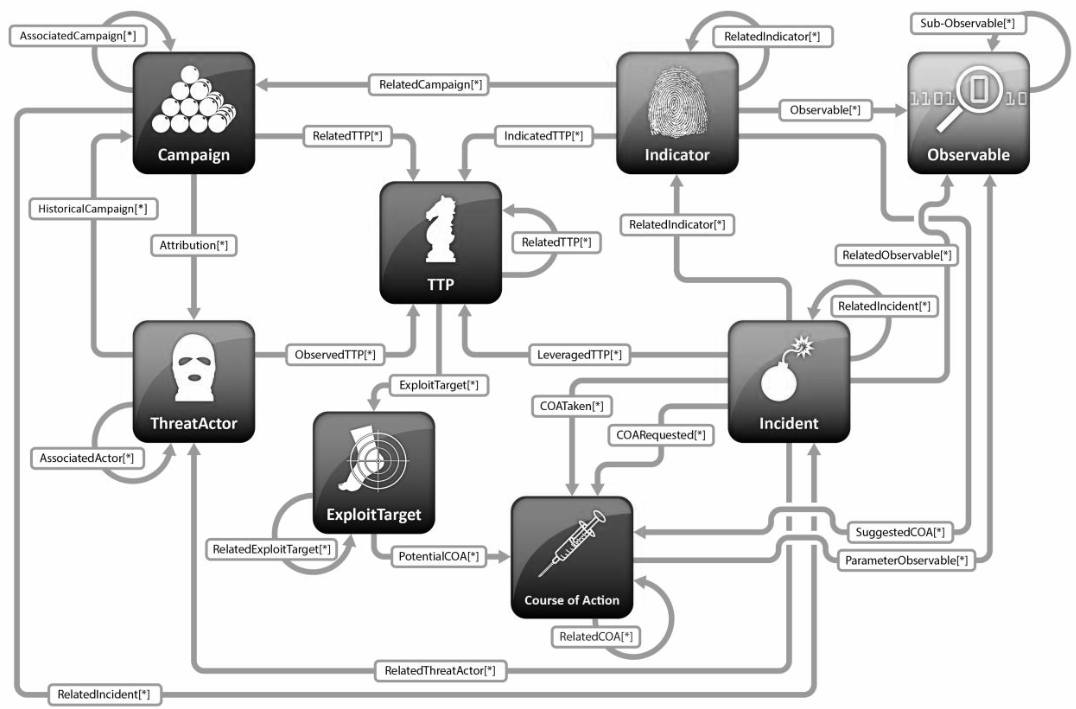 AssociatedCampaign[*]
RelatedIndicator[*]
Sub-Observable[*]
RelatedCampaign[*]
1101 0 10
Observable[*]
RelatedTTP[*]
IndicatedTTP[*]
Campaign
Indicator
Observable
HistoricalCampaign[*]
RelatedIndicator[*]
Attribution[*]
RelatedTTP[*]
RelatedObservable[*]
TTP
RelatedIncident[*]
ObservedTTP[*]
LeveragedTTP[*]
ExploitTarget[*]
COATaken[*]
ThreatActor
Incident
COARequested[*]
AssociatedActor[*]
ExploitTarget
SuggestedCOA[*]
RelatedExploitTarget[*]
PotentialCOA[*]
ParameterObservable[*]
Course of Action
RelatedCOA[*]
RelatedThreatActor[*]
RelatedIncident[*]